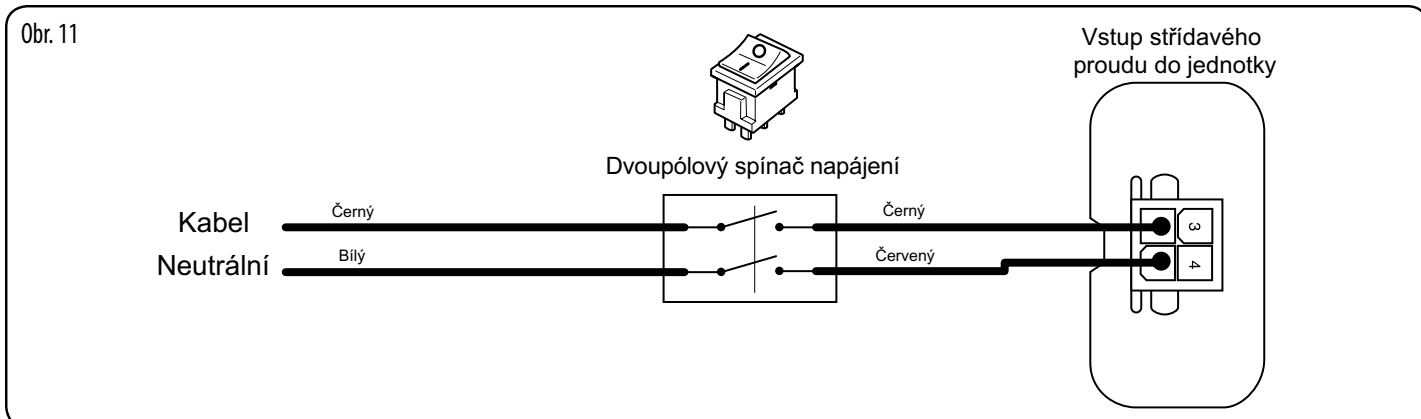 Obr. 11
Vstup střídavého
proudu do jednotky
Dvoupólový spínač napájení
Kabel
Černý
Černý
3
Neutrální
Bílý
Červený
4